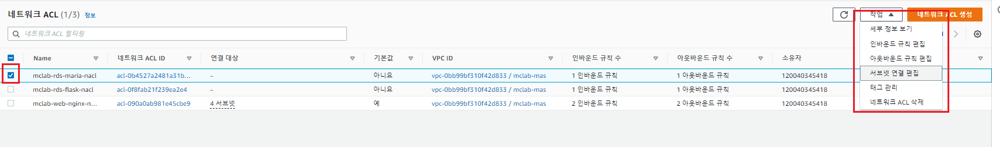 네트워크 ACL (1/3) 정보
작업 ▲
네트워크 ACL 생성
네트워크 ACL 필터링
세부 정보 보기
인바운드 규칙 편집
아웃바운드 규칙 편집
서브넷 연결 편집
태그 관리
네트워크 ACL 삭제
Name 네트워크 ACL ID 연결 대상 기본값 VPC ID 인바운드 규칙 수 아웃바운드 규칙 수 소유자
mclab-rds-maria-nacl acl-0b4527a2481a31b... – 아니요 vpc-0bb99bf310f42d833 / mclab-mas 1 인바운드 규칙 1 아웃바운드 규칙 120040345418
mclab-rds-flask-nacl acl-0f8fab21f239ea2e4 – 아니요 vpc-0bb99bf310f42d833 / mclab-mas 1 인바운드 규칙 1 아웃바운드 규칙 120040345418
mclab-web-nginx-n... acl-090a0ab981e45cbe9 4 서브넷 예 vpc-0bb99bf310f42d833 / mclab-mas 2 인바운드 규칙 2 아웃바운드 규칙 120040345418